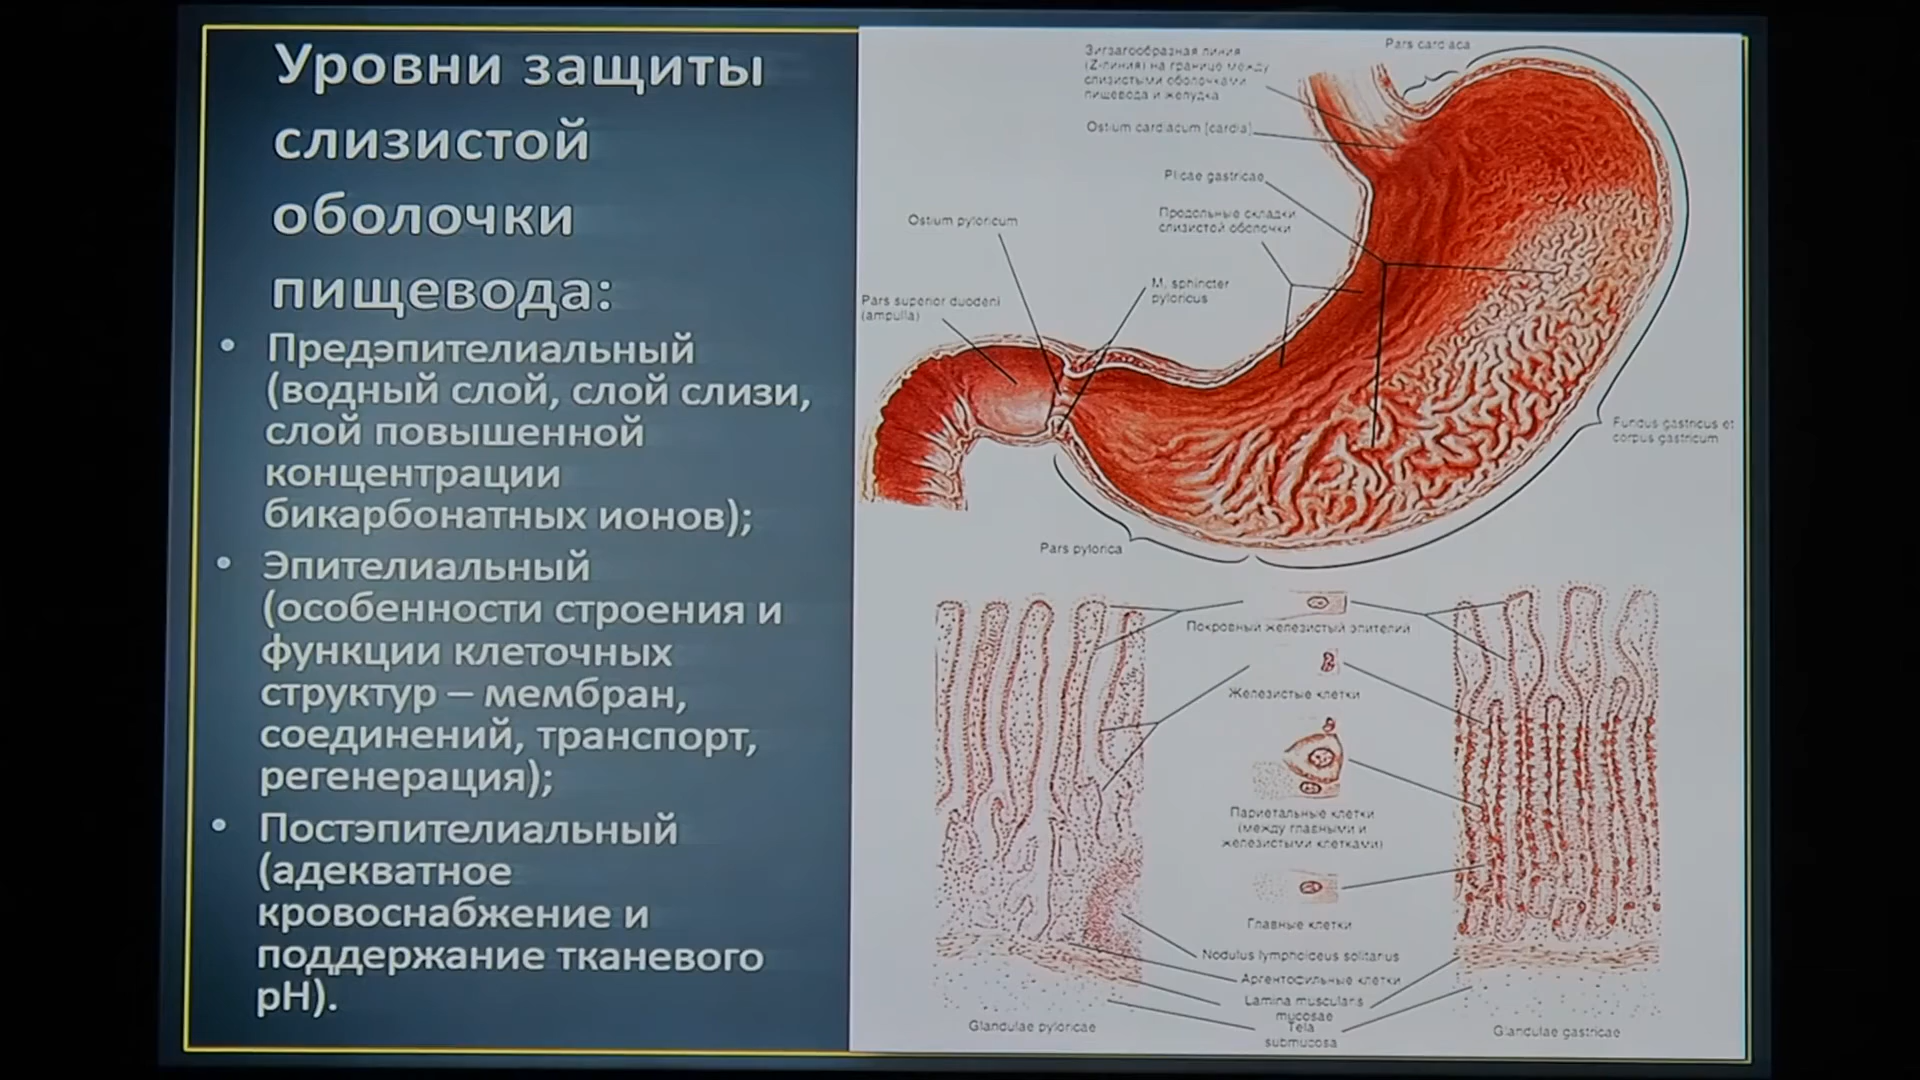 Уровни защиты
слизистой
оболочки
пищевода:
• Предэпителиальный
(водный слой, слой слизи,
слой повышенной
концентрации
бикарбонатных ионов);
• Эпителиальный
(особенности строения и
функции клеточных
структур – мембран,
соединений, транспорт,
регенерация);
• Постэпителиальный
(адекватное
кровоснабжение и
поддержание тканевого
рН).
Pars cardiaca
Зигзагообразная линия
(Z-линия) на границе между
слизистыми оболочками
пищевода и желудка
Ostium cardiacum (cardia)
Plicae gastricae
Продольные складки
слизистой оболочки
Ostium pyloricum
M. sphincter
pyloricus
Pars superior duodeni
(ampulla)
Fundus gastricus et
corpus gastricum
Pars pylorica
Покровный железистый эпителий
Железистые клетки
Париетальные клетки
(между главными и
железистыми клетками)
Главные клетки
Nodulus lymphoiceus solitarius
Аргентофильные клетки
Lamina muscularis
mucosae
Tela
submucosa
Glandulae pyloricae
Glandulae gastricae